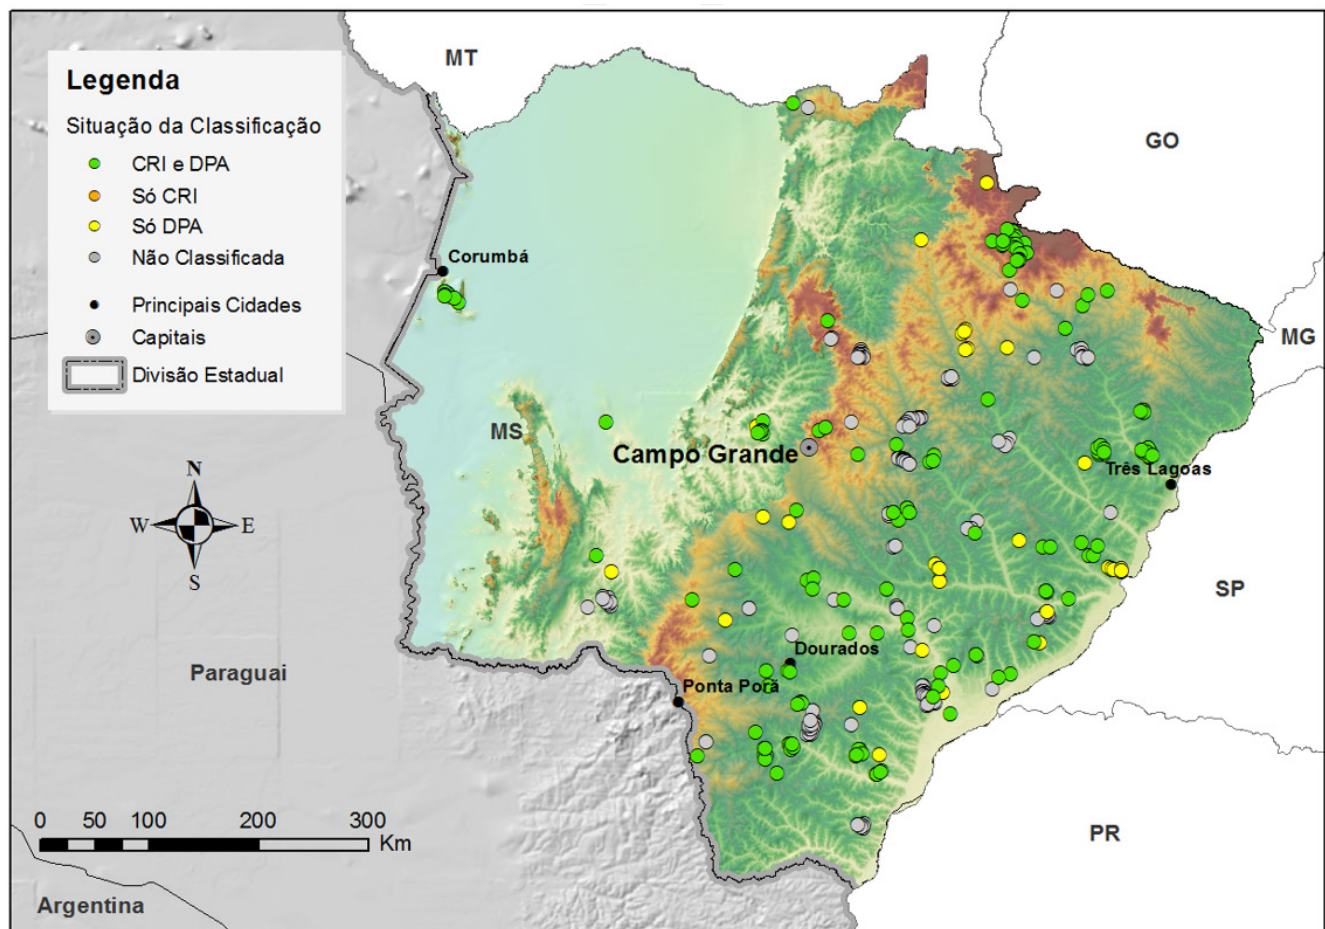 MT
Legenda
Situação da Classificação
CRI e DPA
Só CRI
Só DPA
Não Classificada
Principais Cidades
Capitais
Divisão Estadual
GO
Corumbá
MG
MS
Campo Grande
Três Lagoas
N
W
E
S
SP
Dourados
Paraguai
Ponta Porã
0 50 100 200 300
Km
PR
Argentina